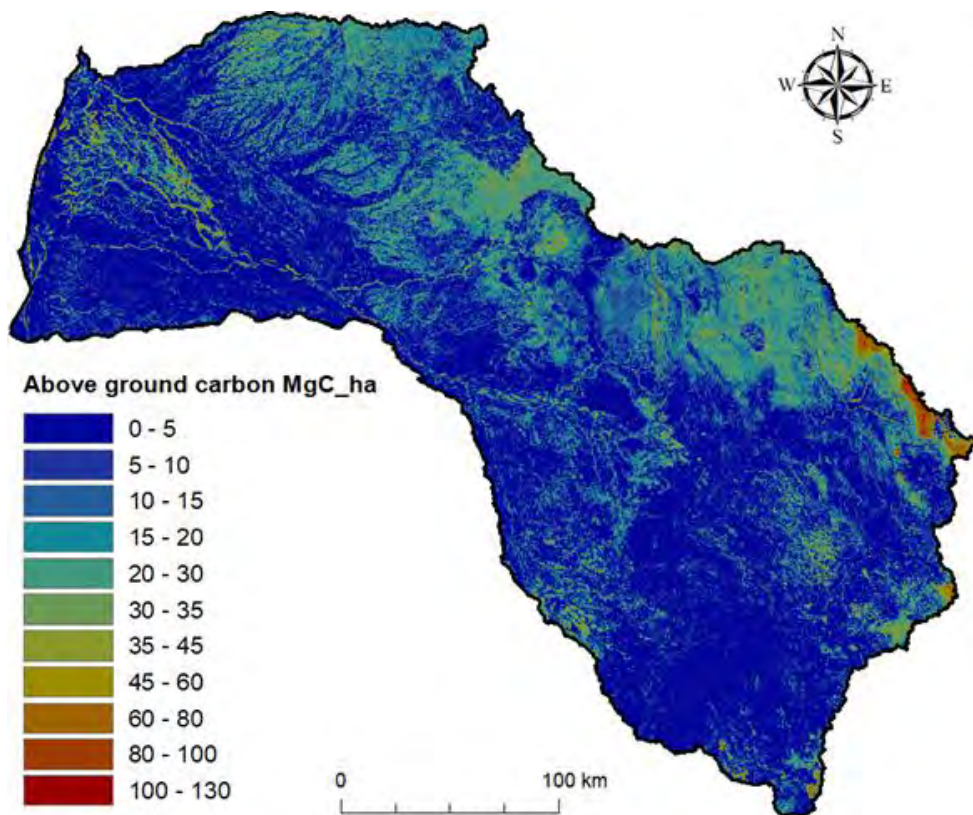 N
W E
S
Above ground carbon MgC_ha
0 - 5
5 - 10
10 - 15
15 - 20
20 - 30
30 - 35
35 - 45
45 - 60
60 - 80
80 - 100
100 - 130
0 100 km